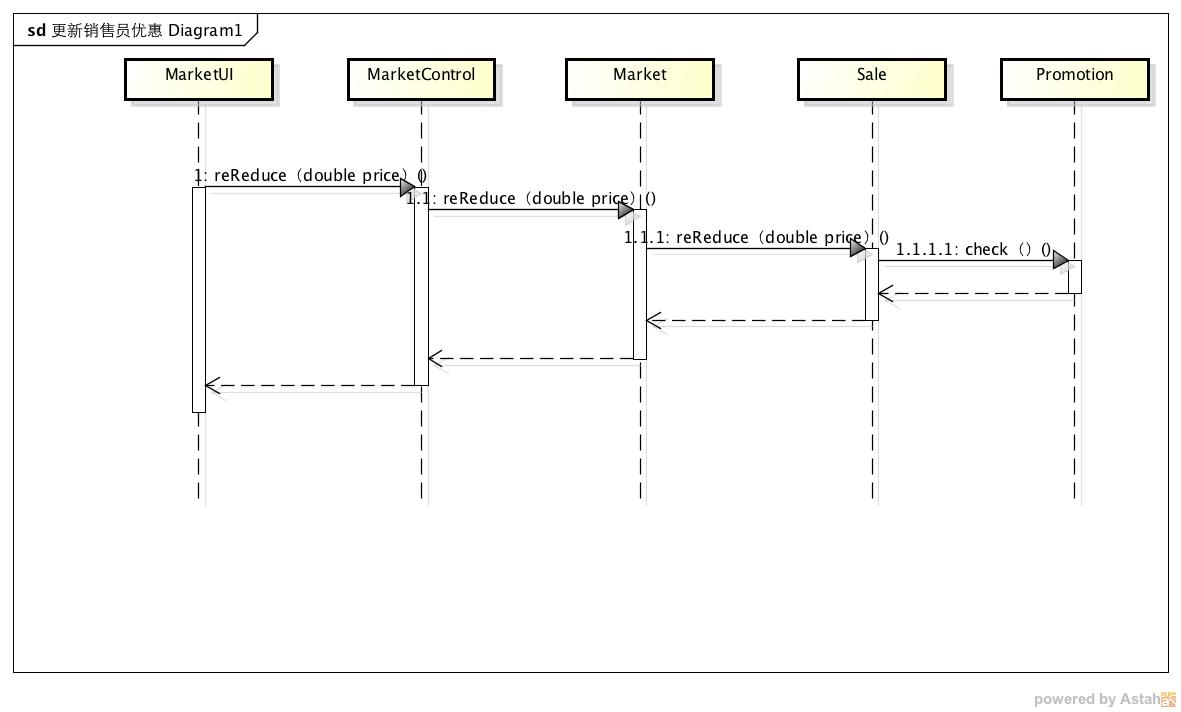 sd 更新销售员优惠 Diagram1
MarketUI
MarketControl
Market
Sale
Promotion
1: reReduce（double price）()
1.1: reReduce（double price）()
1.1.1: reReduce（double price）()
1.1.1.1: check（）()
powered by Astah